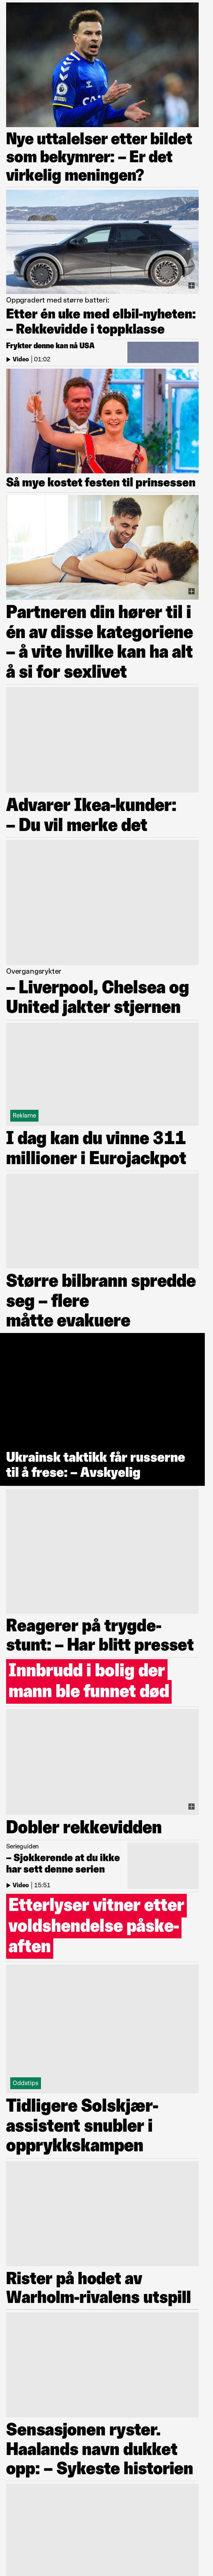 Nye uttalelser etter bildet
som bekymrer: – Er det
virkelig meningen?
Oppgradert med større batteri:
Etter én uke med elbil-nyheten:
– Rekkevidde i toppklasse
Frykter denne kan nå USA
Video | 01:02
Så mye kostet festen til prinsessen
Partneren din hører til i
én av disse kategoriene
– å vite hvilke kan ha alt
å si for sexlivet
Advarer Ikea-kunder:
– Du vil merke det
Overgangsrykter
– Liverpool, Chelsea og
United jakter stjernen
Reklame
I dag kan du vinne 311
millioner i Eurojackpot
Større bilbrann spredde
seg – flere
måtte evakuere
Ukrainsk taktikk får russerne
til å frese: – Avskyelig
Reagerer på trygde-
stunt: – Har blitt presset
Innbrudd i bolig der
mann ble funnet død
Dobler rekkevidden
Serieguiden
– Sjokkerende at du ikke
har sett denne serien
Video | 15:51
Etterlyser vitner etter
voldshendelse påske-
aften
Oddstips
Tidligere Solskjær-
assistent snubler i
opprykkskampen
Rister på hodet av
Warholm-rivalens utspill
Sensasjonen ryster.
Haalands navn dukket
opp: – Sykeste historien